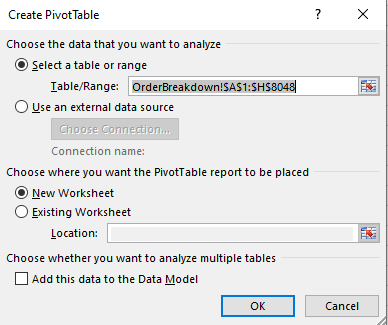 Create PivotTable
?
Choose the data that you want to analyze
Select a table or range
Table/Range: OrderBreakdown!$A$1:$H$8048
Use an external data source
Choose Connection...
Connection name:
Choose where you want the PivotTable report to be placed
New Worksheet
Existing Worksheet
Location:
Choose whether you want to analyze multiple tables
Add this data to the Data Model
OK Cancel